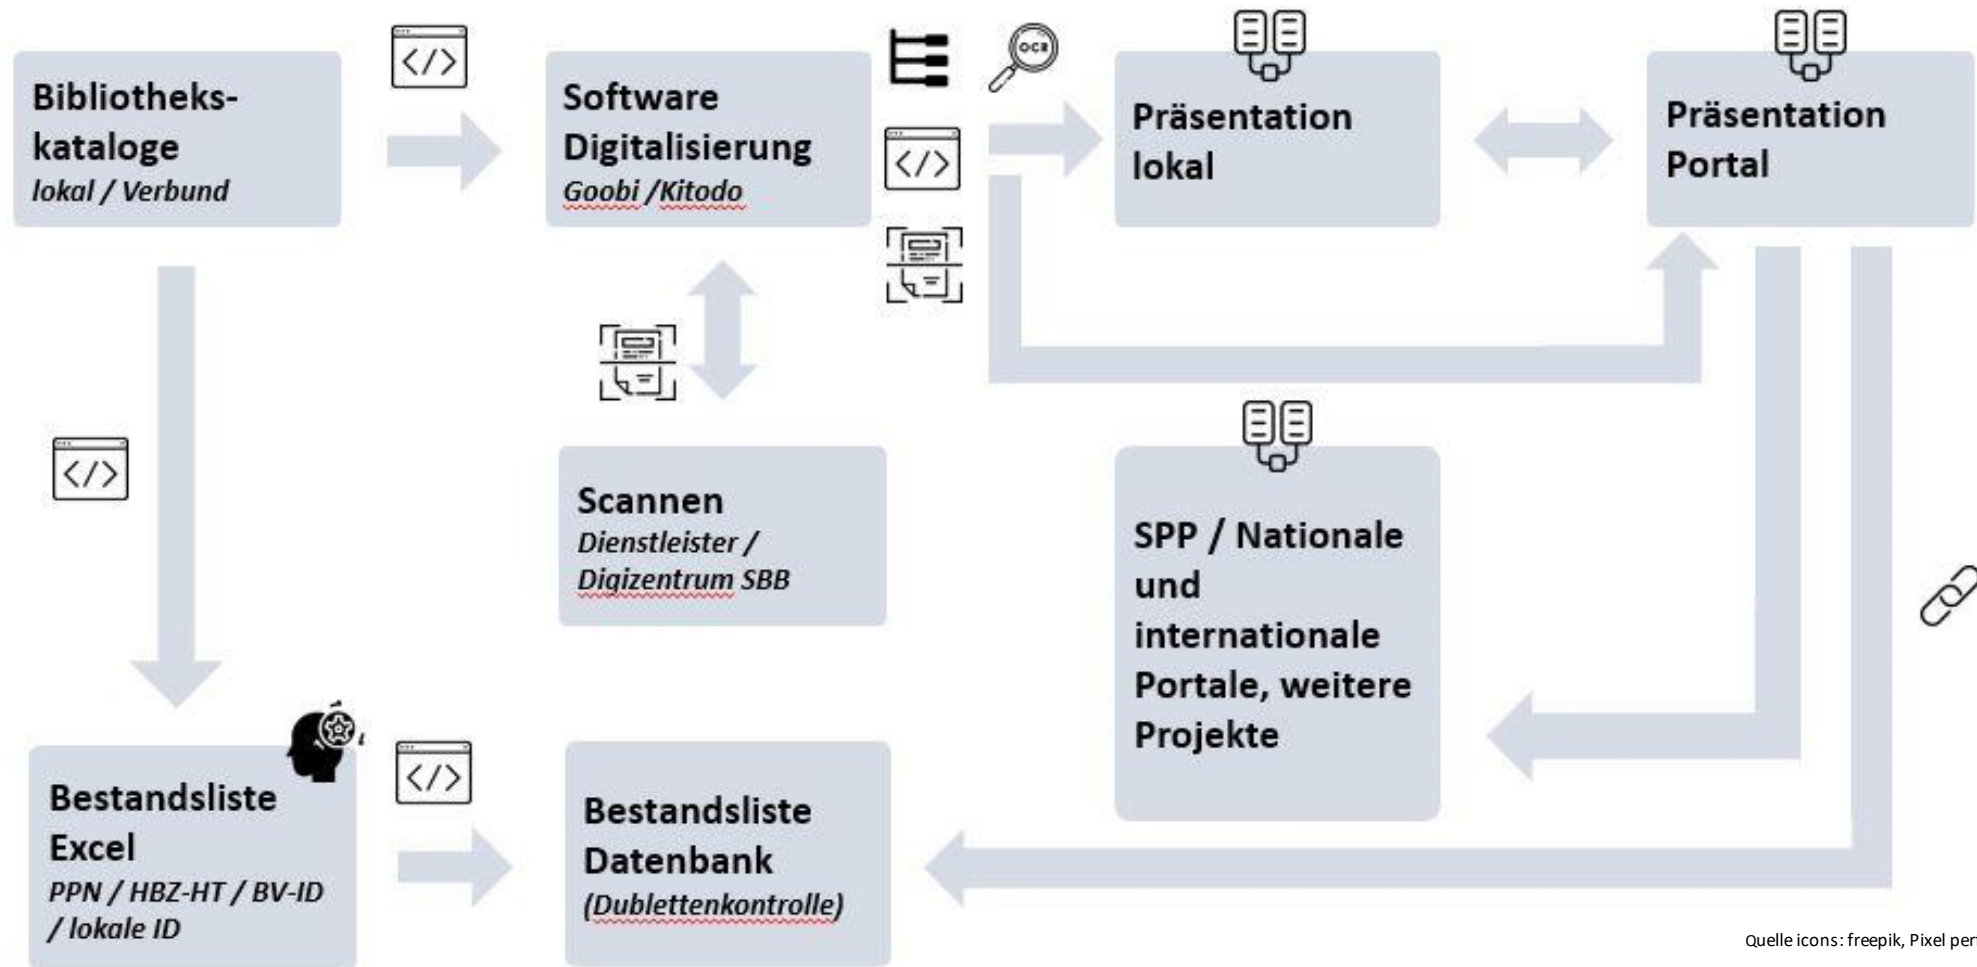 Bibliotheks-
kataloge
lokal / Verbund
</>
Software
Digitalisierung
Goobi /Kitodo
OCR
</>
Präsentation
lokal
Präsentation
Portal
</>
Scannen
Dienstleister /
Digizentrum SBB
SPP / Nationale
und
internationale
Portale, weitere
Projekte
Bestandsliste
Excel
PPN / HBZ-HT / BV-ID
/ lokale ID
</>
Bestandsliste
Datenbank
(Dublettenkontrolle)
Quelle icons: freepik, Pixel per